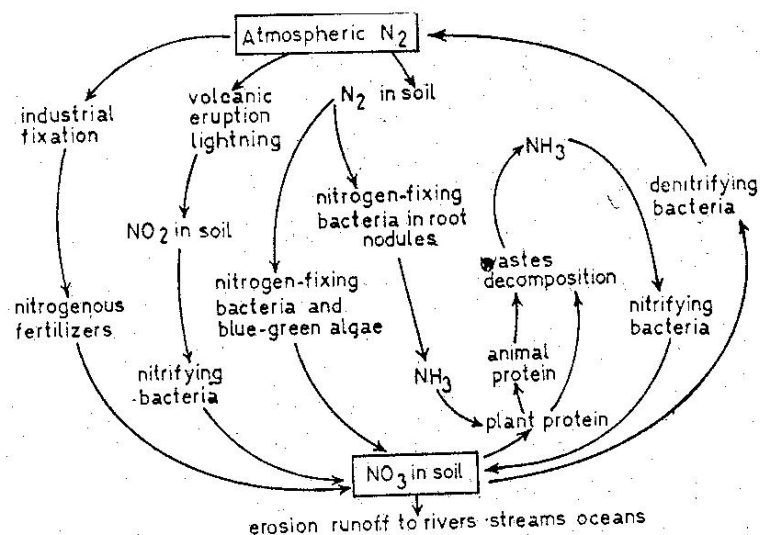 Atmospheric N2
industrial
fixation
volcanic
eruption
lightning
N2 in soil
NH3
denitrifying
bacteria
nitrogen-fixing
bacteria in root
nodules
NO2 in soil
wastes
decomposition
nitrogenous
fertilizers
nitrogen-fixing
bacteria and
blue-green algae
nitrifying
bacteria
animal
protein
nitrifying
bacteria
NH3
plant protein
NO3 in soil
erosion runoff to rivers streams oceans